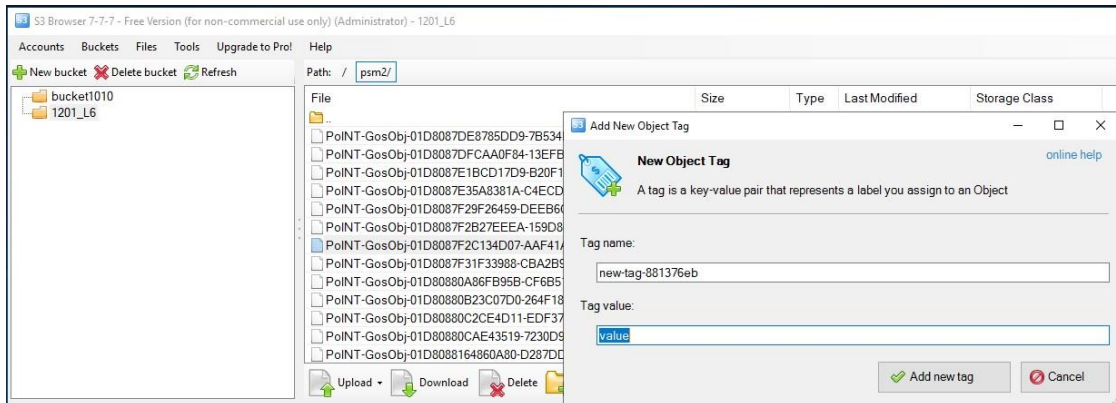 S3 Browser 7-7-7 - Free Version (for non-commercial use only) (Administrator) - 1201_L6
Accounts Buckets Files Tools Upgrade to Pro! Help
New bucket Delete bucket Refresh
Path: / psm2/
bucket1010
1201_L6
File Size Type Last Modified Storage Class
..
PoINT-GosObj-01D8087DE8785DD9-7B534
PoINT-GosObj-01D8087DFCAA0F84-13EFB
PoINT-GosObj-01D8087E1BCD17D9-B20F1
PoINT-GosObj-01D8087E35A8381A-C4ECD
PoINT-GosObj-01D8087F29F26459-DEEB6
PoINT-GosObj-01D8087F2B27EEEA-159D8
PoINT-GosObj-01D8087F2C134D07-AAF41
PoINT-GosObj-01D8087F31F33988-CBA2B9
PoINT-GosObj-01D80880A86FB95B-CF6B5
PoINT-GosObj-01D80880B23C07D0-264F18
PoINT-GosObj-01D80880C2CE4D11-EDF37
PoINT-GosObj-01D80880CAE43519-7230D9
PoINT-GosObj-01D8088164860A80-D287DD
Upload Download Delete
S3 Add New Object Tag
New Object Tag
online help
A tag is a key-value pair that represents a label you assign to an Object
Tag name:
new-tag-881376eb
Tag value:
value
Add new tag Cancel